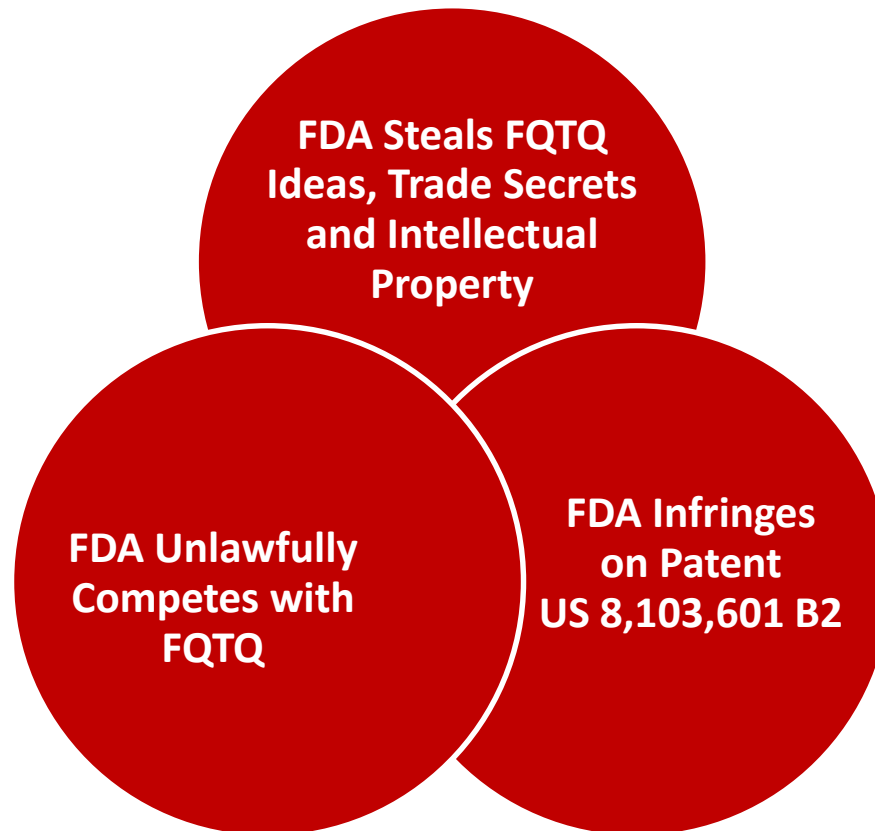 FDA Steals FQTQ
Ideas, Trade Secrets
and Intellectual
Property
FDA Unlawfully
Competes with
FQTQ
FDA Infringes
on Patent
US 8,103,601 B2